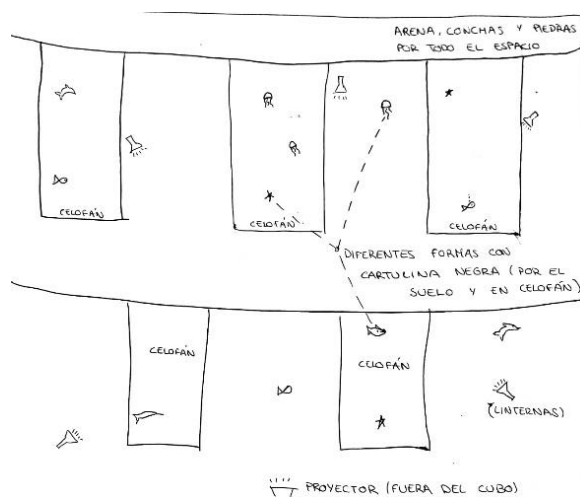 ARENA, CONCHAS Y PIEDRAS
POR TODO EL ESPACIO
CELOFÁN
CELOFÁN
CELOFÁN
DIFERENTES FORMAS CON
CARTULINA NEGRA (POR EL
SUELO Y EN CELOFÁN)
CELOFÁN
CELOFÁN
(LINTERNAS)
PROYECTOR (FUERA DEL CUBO)